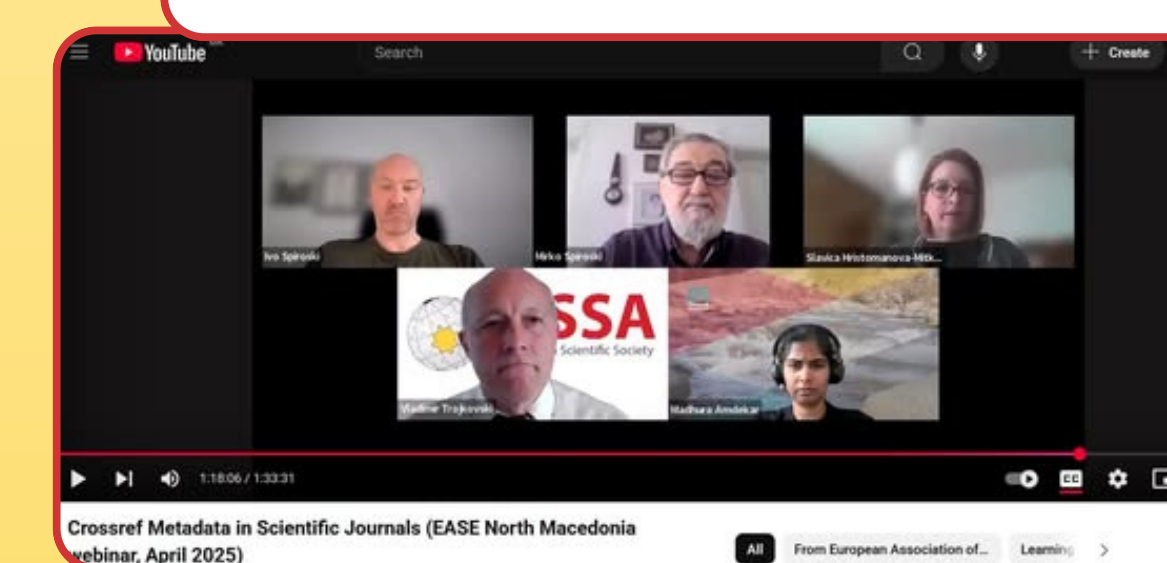 YouTube
Search
Create
Ivo Spiroski
Mirko Spiroski
Slavica Hristomanova-Mitk...
SSA
Scientific Society
Vladimir Trajkovski
Madhura Amdekar
1:18:06 / 1:33:31
CC
Crossref Metadata in Scientific Journals (EASE North Macedonia
webinar, April 2025)
All
From European Association of...
Learning